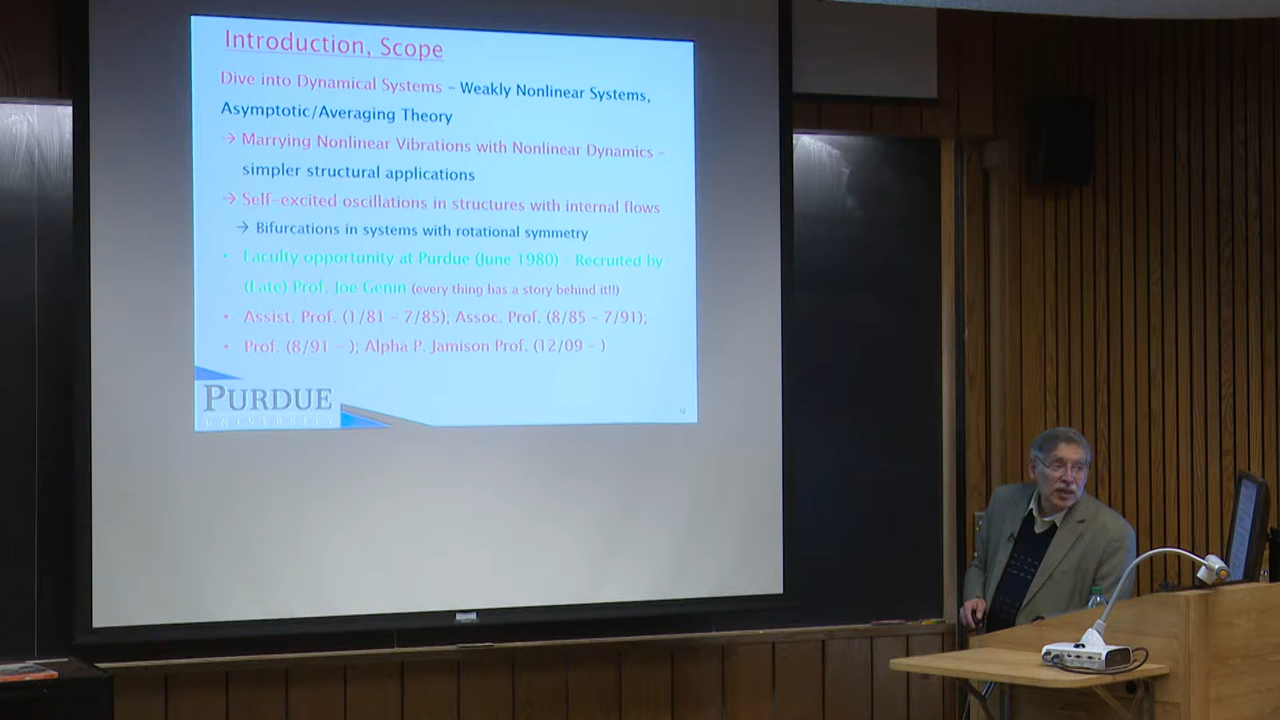 Introduction, Scope
Dive into Dynamical Systems – Weakly Nonlinear Systems,
Asymptotic/Averaging Theory
→ Marrying Nonlinear Vibrations with Nonlinear Dynamics –
simpler structural applications
→ Self-excited oscillations in structures with internal flows
→ Bifurcations in systems with rotational symmetry
• Faculty opportunity at Purdue (June 1980) – Recruited by
(Late) Prof. Joe Genin (every thing has a story behind it!!)
• Assist. Prof. (1/81 – 7/85); Assoc. Prof. (8/85 – 7/91);
• Prof. (8/91 – ); Alpha P. Jamison Prof. (12/09 – )
PURDUE
UNIVERSITY